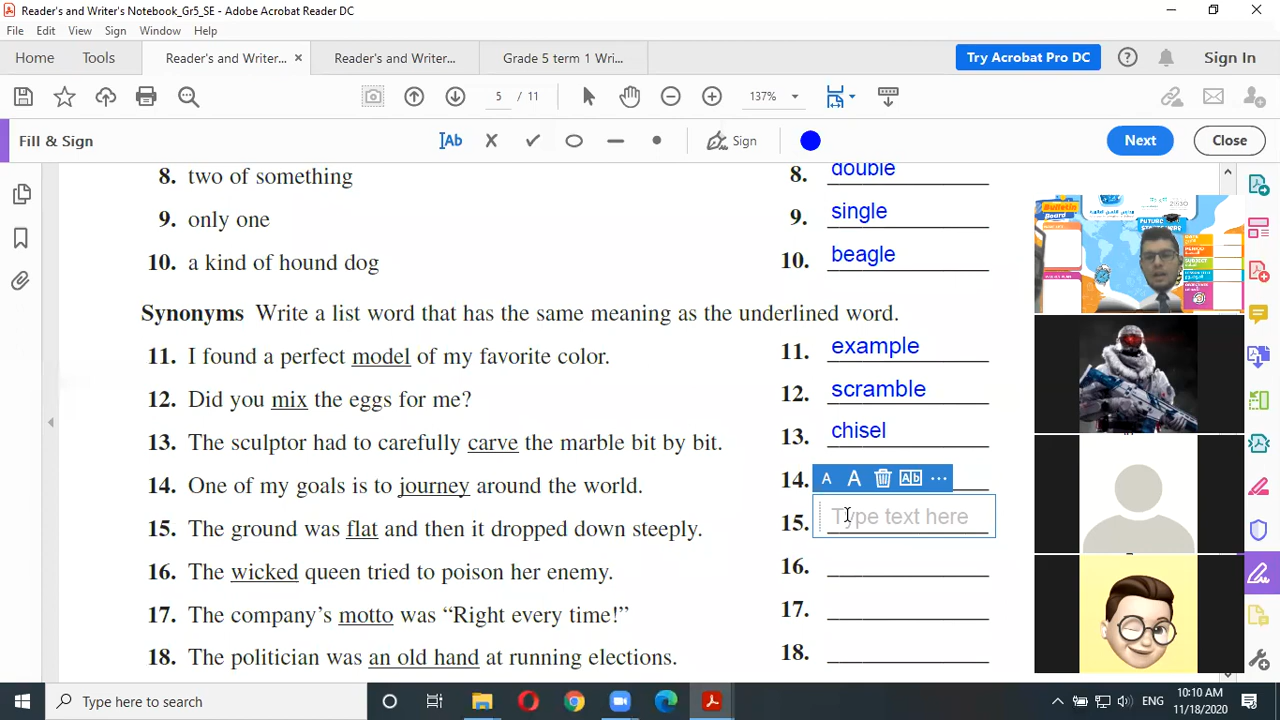 Reader's and Writer's Notebook_Gr5_SE - Adobe Acrobat Reader DC
File Edit View Sign Window Help
Home Tools Reader's and Writer... × Reader's and Writer... Grade 5 term 1 Wri... Try Acrobat Pro DC Sign In
5 / 11 137%
Fill & Sign Ab Sign Next Close
8. two of something 8. double
9. only one 9. single
10. a kind of hound dog 10. beagle
Synonyms Write a list word that has the same meaning as the underlined word.
11. I found a perfect model of my favorite color. 11. example
12. Did you mix the eggs for me? 12. scramble
13. The sculptor had to carefully carve the marble bit by bit. 13. chisel
14. One of my goals is to journey around the world. 14.
A A Ab ...
15. The ground was flat and then it dropped down steeply. 15. Type text here
16. The wicked queen tried to poison her enemy. 16.
17. The company's motto was “Right every time!” 17.
18. The politician was an old hand at running elections. 18.
Bulletin
Board
FUTURE
Type here to search
ENG
10:10 AM
11/18/2020